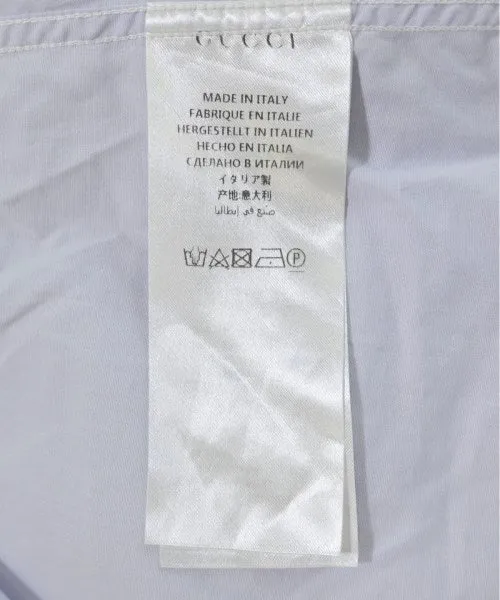 GUCCI
MADE IN ITALY
FABRIQUE EN ITALIE
HERGESTELLT IN ITALIEN
HECHO EN ITALIA
СДЕЛАНО В ИТАЛИИ
イタリア製
产地:意大利
صنع في إيطاليا
P